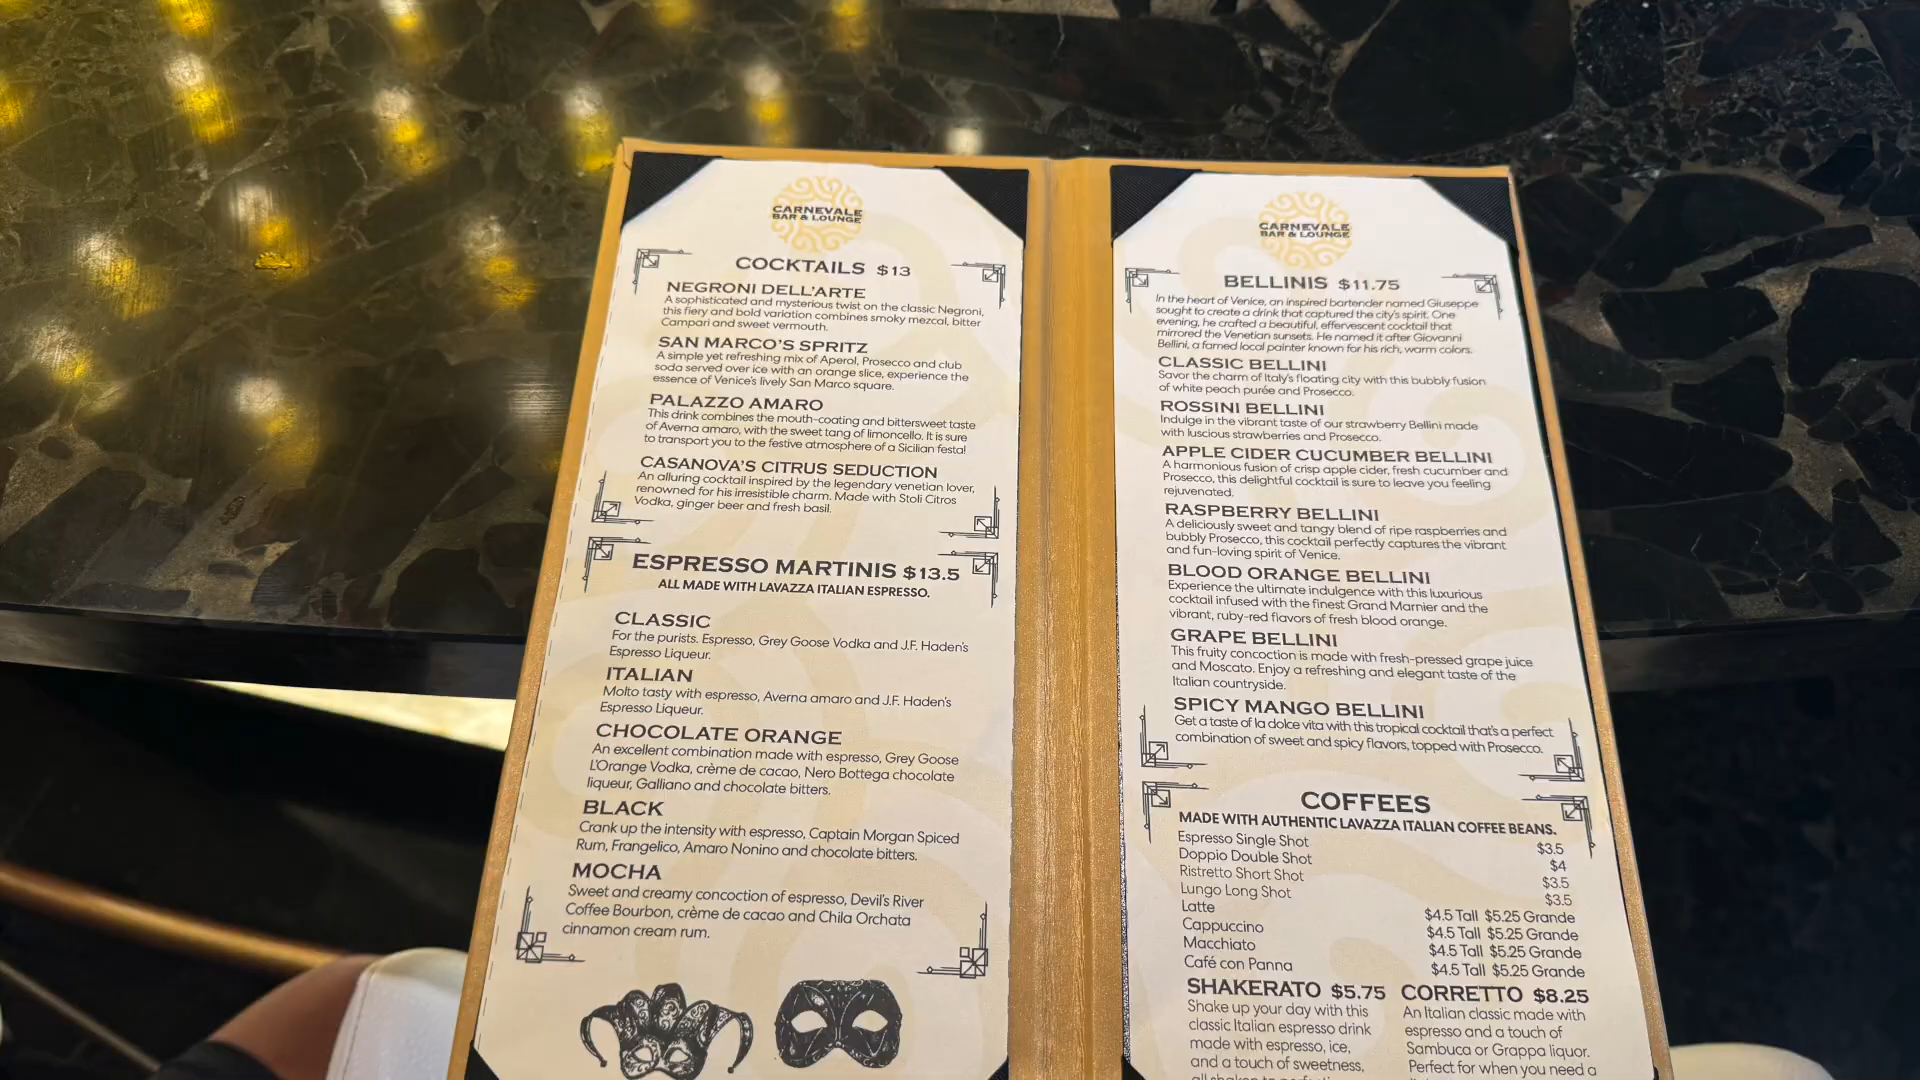 CARNEVALE
BAR & LOUNGE
COCKTAILS $13
NEGRONI DELL'ARTE
A sophisticated and mysterious twist on the classic Negroni,
this fiery and bold variation combines smoky mezcal, bitter
Campari and sweet vermouth.
SAN MARCO'S SPRITZ
A simple yet refreshing mix of Aperol, Prosecco and club
soda served over ice with an orange slice, experience the
essence of Venice's lively San Marco square.
PALAZZO AMARO
This drink combines the mouth-coating and bittersweet taste
of Averna amaro, with the sweet tang of limoncello. It is sure
to transport you to the festive atmosphere of a Sicilian festa!
CASANOVA'S CITRUS SEDUCTION
An alluring cocktail inspired by the legendary venetian lover,
renowned for his irresistible charm. Made with Stoli Citros
Vodka, ginger beer and fresh basil.
ESPRESSO MARTINIS $13.5
ALL MADE WITH LAVAZZA ITALIAN ESPRESSO.
CLASSIC
For the purists. Espresso, Grey Goose Vodka and J.F. Haden's
Espresso Liqueur.
ITALIAN
Molto tasty with espresso, Averna amaro and J.F. Haden's
Espresso Liqueur.
CHOCOLATE ORANGE
An excellent combination made with espresso, Grey Goose
L'Orange Vodka, crème de cacao, Nero Bottega chocolate
liqueur, Galliano and chocolate bitters.
BLACK
Crank up the intensity with espresso, Captain Morgan Spiced
Rum, Frangelico, Amaro Nonino and chocolate bitters.
MOCHA
Sweet and creamy concoction of espresso, Devil's River
Coffee Bourbon, crème de cacao and Chila Orchata
cinnamon cream rum.
CARNEVALE
BAR & LOUNGE
BELLINIS $11.75
In the heart of Venice, an inspired bartender named Giuseppe
sought to create a drink that captured the city's spirit. One
evening, he crafted a beautiful, effervescent cocktail that
mirrored the Venetian sunsets. He named it after Giovanni
Bellini, a famed local painter known for his rich, warm colors.
CLASSIC BELLINI
Savor the charm of Italy's floating city with this bubbly fusion
of white peach purée and Prosecco.
ROSSINI BELLINI
Indulge in the vibrant taste of our strawberry Bellini made
with luscious strawberries and Prosecco.
APPLE CIDER CUCUMBER BELLINI
A harmonious fusion of crisp apple cider, fresh cucumber and
Prosecco, this delightful cocktail is sure to leave you feeling
rejuvenated.
RASPBERRY BELLINI
A deliciously sweet and tangy blend of ripe raspberries and
bubbly Prosecco, this cocktail perfectly captures the vibrant
and fun-loving spirit of Venice.
BLOOD ORANGE BELLINI
Experience the ultimate indulgence with this luxurious
cocktail infused with the finest Grand Marnier and the
vibrant, ruby-red flavors of fresh blood orange.
GRAPE BELLINI
This fruity concoction is made with fresh-pressed grape juice
and Moscato. Enjoy a refreshing and elegant taste of the
Italian countryside.
SPICY MANGO BELLINI
Get a taste of la dolce vita with this tropical cocktail that's a perfect
combination of sweet and spicy flavors, topped with Prosecco.
COFFEES
MADE WITH AUTHENTIC LAVAZZA ITALIAN COFFEE BEANS.
Espresso Single Shot $3.5
Doppio Double Shot $4
Ristretto Short Shot $3.5
Lungo Long Shot $3.5
Latte $4.5 Tall $5.25 Grande
Cappuccino $4.5 Tall $5.25 Grande
Macchiato $4.5 Tall $5.25 Grande
Café con Panna $4.5 Tall $5.25 Grande
SHAKERATO $5.75
Shake up your day with this
classic Italian espresso drink
made with espresso, ice,
and a touch of sweetness,
CORRETTO $8.25
An Italian classic made with
espresso and a touch of
Sambuca or Grappa liquor.
Perfect for when you need a